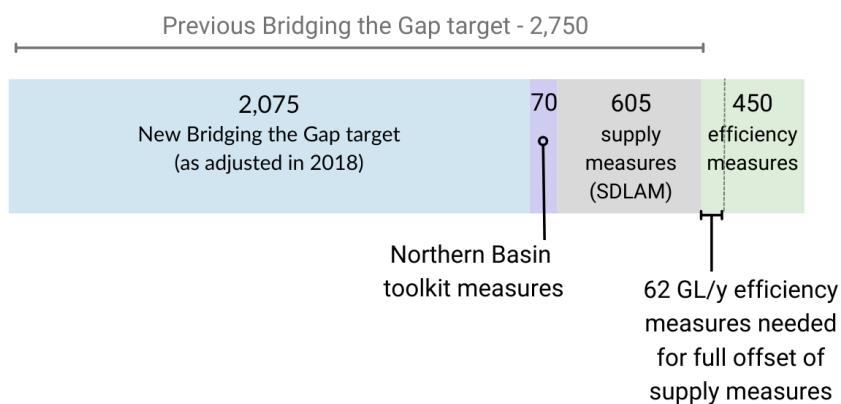 Previous Bridging the Gap target - 2,750
2,075
New Bridging the Gap target
(as adjusted in 2018)
70
605
supply
measures
(SDLAM)
450
efficiency
measures
Northern Basin
toolkit measures
62 GL/y efficiency
measures needed
for full offset of
supply measures